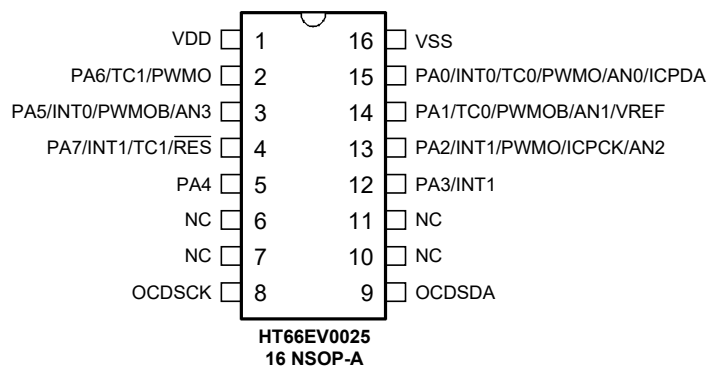 VDD 1 16 VSS
PA6/TC1/PWMO 2 15 PA0/INT0/TC0/PWMO/AN0/ICPDA
PA5/INT0/PWMOB/AN3 3 14 PA1/TC0/PWMOB/AN1/VREF
PA7/INT1/TC1/RES 4 13 PA2/INT1/PWMO/ICPCK/AN2
PA4 5 12 PA3/INT1
NC 6 11 NC
NC 7 10 NC
OCDSCK 8 9 OCDSDA
HT66EV0025
16 NSOP-A